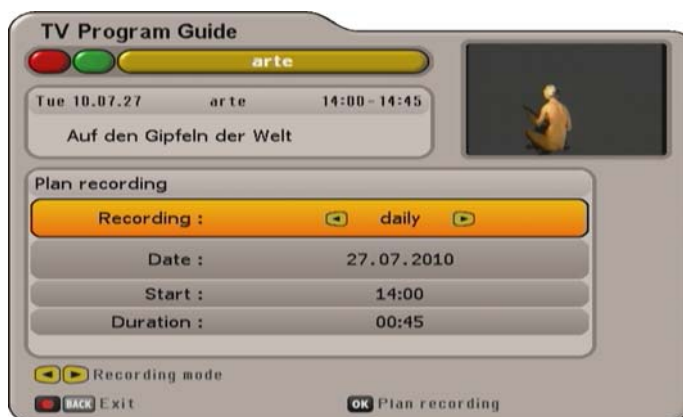 TV Program Guide
arte
Tue 10.07.27 arte 14:00-14:45
Auf den Gipfeln der Welt
Plan recording
Recording : daily
Date : 27.07.2010
Start : 14:00
Duration : 00:45
Recording mode
BACK Exit OK Plan recording